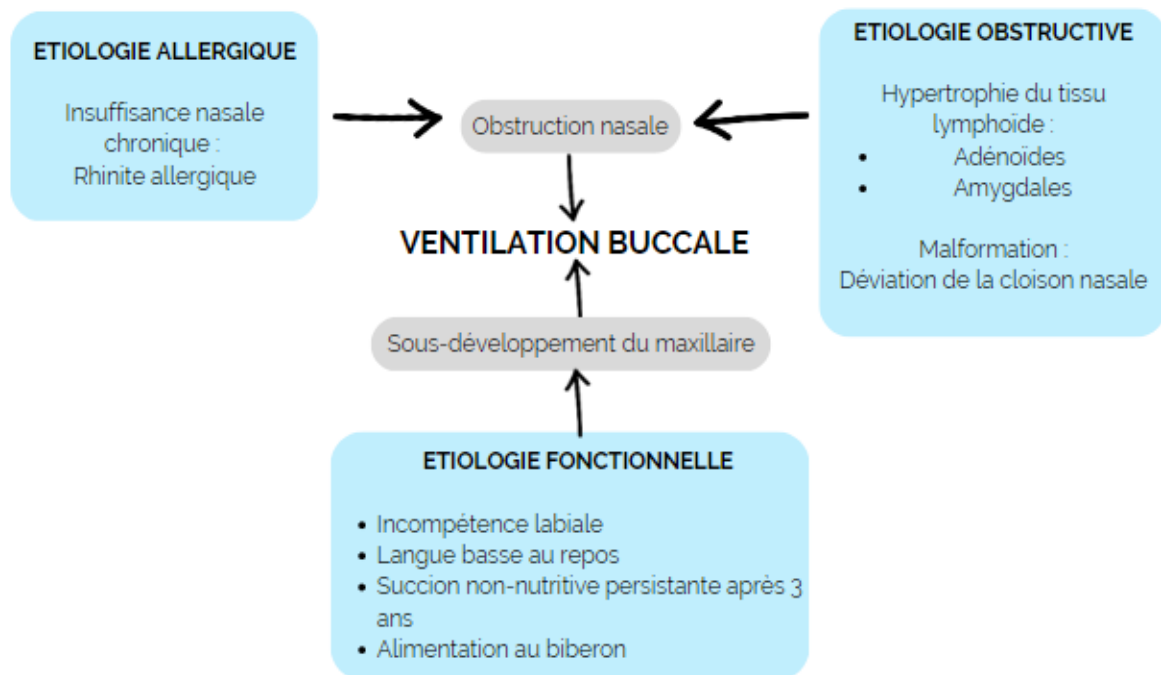 ETIOLOGIE ALLERGIQUE
Insuffisance nasale
chronique :
Rhinite allergique
Obstruction nasale
ETIOLOGIE OBSTRUCTIVE
Hypertrophie du tissu
lymphoïde :
• Adénoïdes
• Amygdales
Malformation :
Déviation de la cloison nasale
VENTILATION BUCCALE
Sous-développement du maxillaire
ETIOLOGIE FONCTIONNELLE
• Incompétence labiale
• Langue basse au repos
• Succion non-nutritive persistante après 3
ans
• Alimentation au biberon